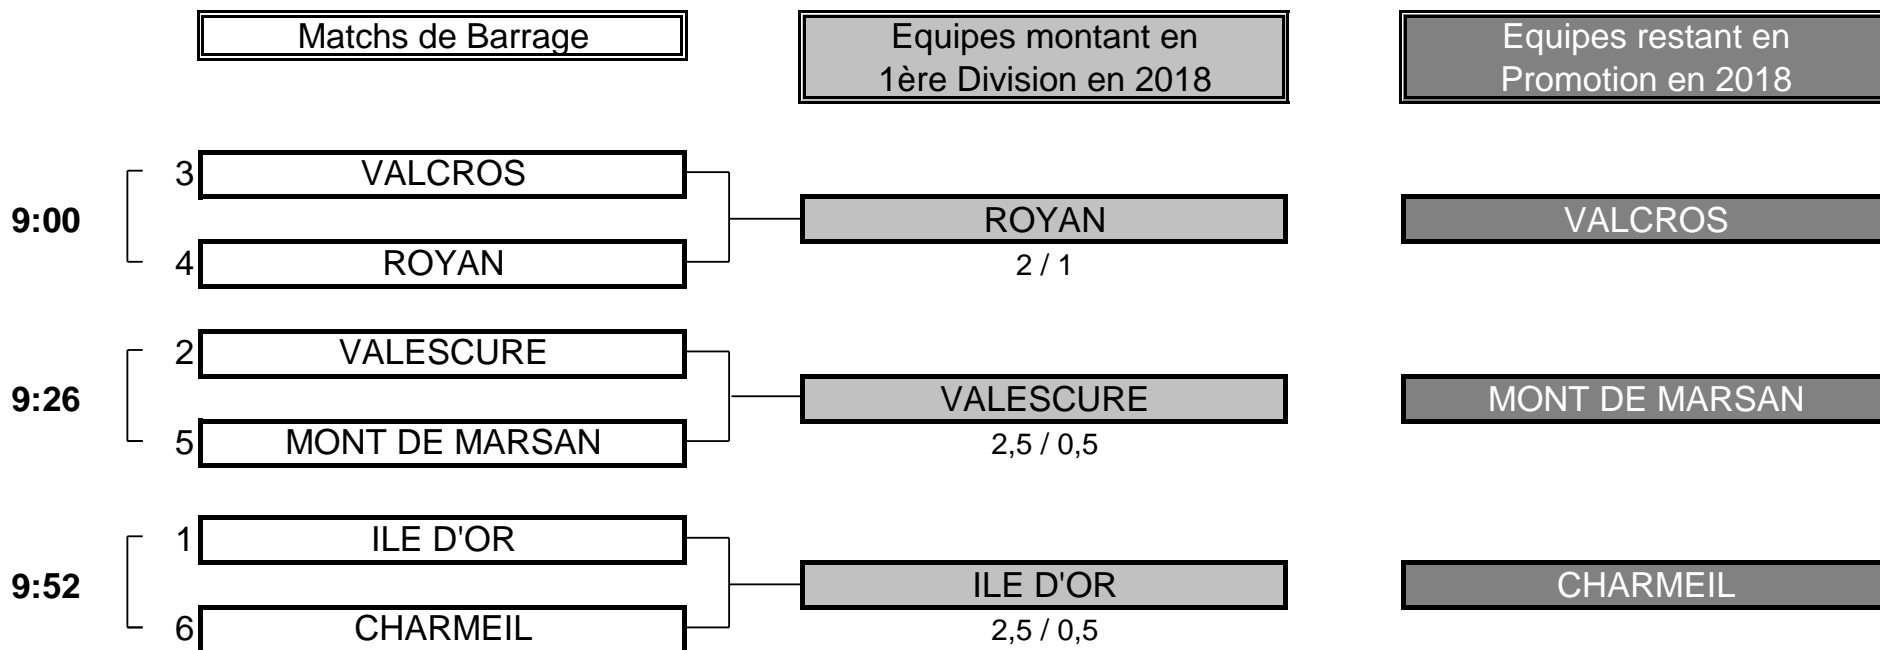 Matchs de Barrage
Equipes montant en
1ère Division en 2018
Equipes restant en
Promotion en 2018
3 VALCROS
9:00 ROYAN VALCROS
4 ROYAN 2 / 1
2 VALESCURE
9:26 VALESCURE MONT DE MARSAN
5 MONT DE MARSAN 2,5 / 0,5
1 ILE D'OR
9:52 ILE D'OR CHARMEIL
6 CHARMEIL 2,5 / 0,5